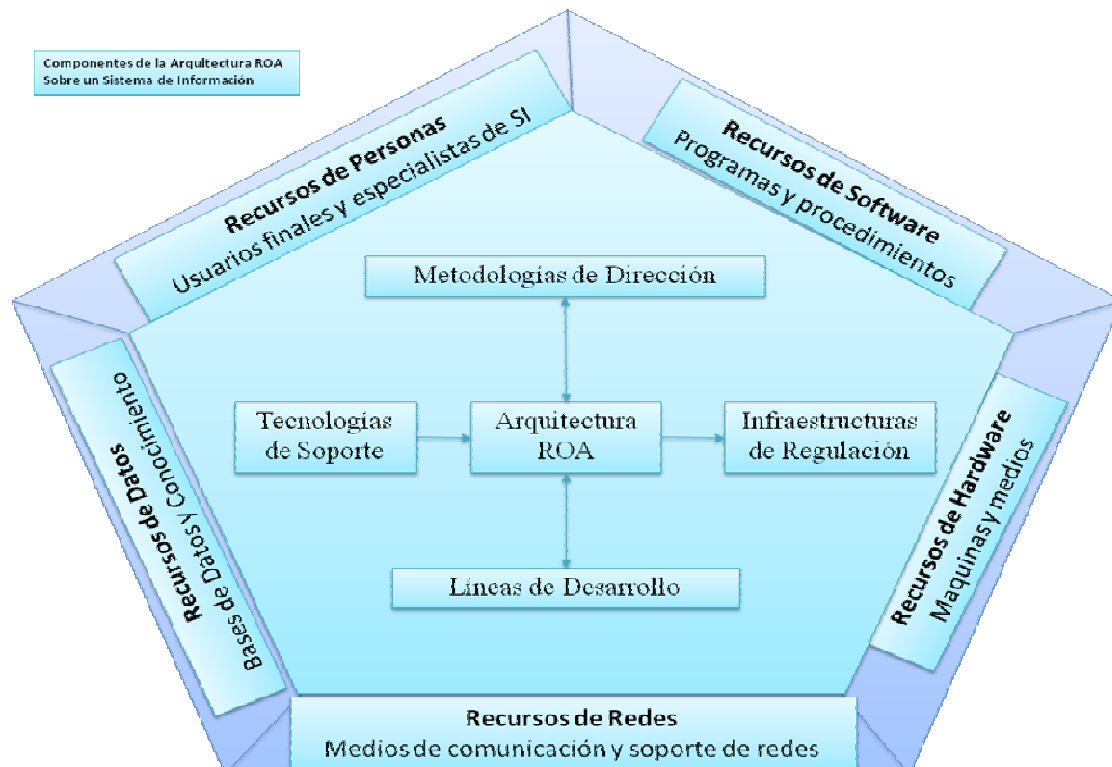 Componentes de la Arquitectura ROA
Sobre un Sistema de Información
Recursos de Personas
Usuarios finales y especialistas de SI
Recursos de Software
Programas y procedimientos
Metodologías de Dirección
Tecnologías
de Soporte
Arquitectura
ROA
Infraestructuras
de Regulación
Líneas de Desarrollo
Recursos de Datos
Bases de Datos y Conocimiento
Recursos de Hardware
Maquinas y medios
Recursos de Redes
Medios de comunicación y soporte de redes